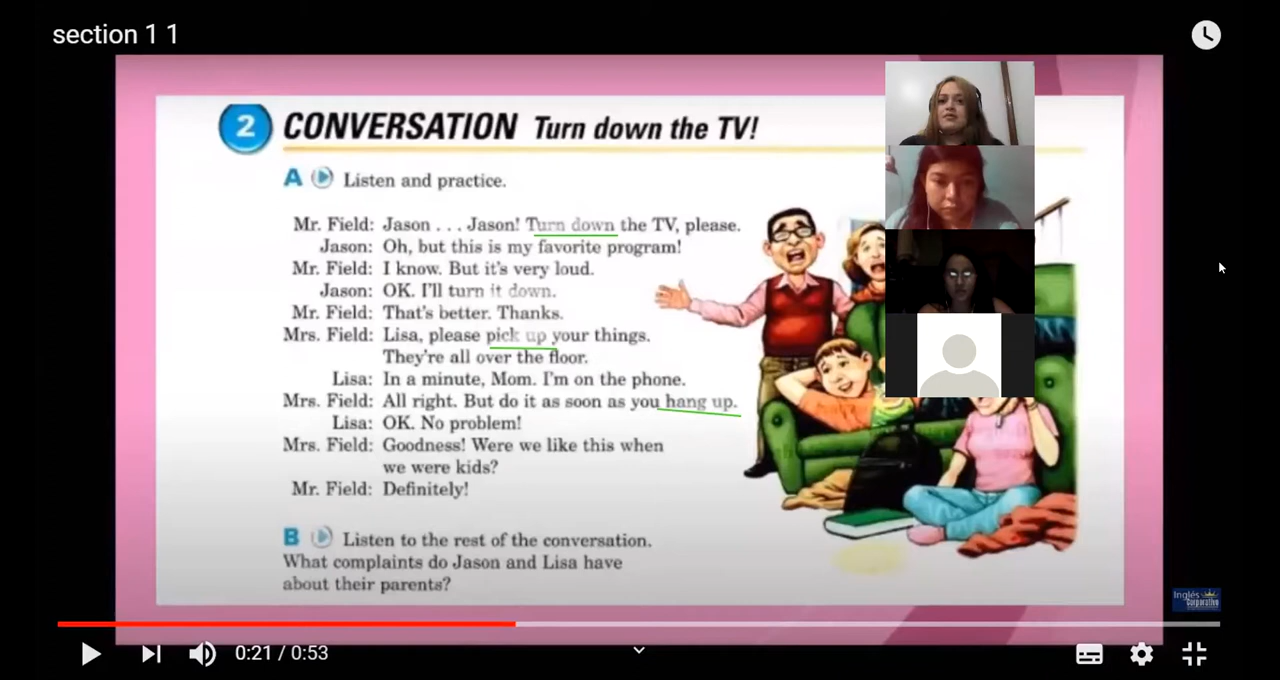 section 1 1
2 CONVERSATION Turn down the TV!
A Listen and practice.
Mr. Field: Jason . . . Jason! Turn down the TV, please.
Jason: Oh, but this is my favorite program!
Mr. Field: I know. But it's very loud.
Jason: OK. I'll turn it down.
Mr. Field: That's better. Thanks.
Mrs. Field: Lisa, please pick up your things.
They're all over the floor.
Lisa: In a minute, Mom. I'm on the phone.
Mrs. Field: All right. But do it as soon as you hang up.
Lisa: OK. No problem!
Mrs. Field: Goodness! Were we like this when
we were kids?
Mr. Field: Definitely!
B Listen to the rest of the conversation.
What complaints do Jason and Lisa have
about their parents?
Inglés
Corporativo
0:21 / 0:53